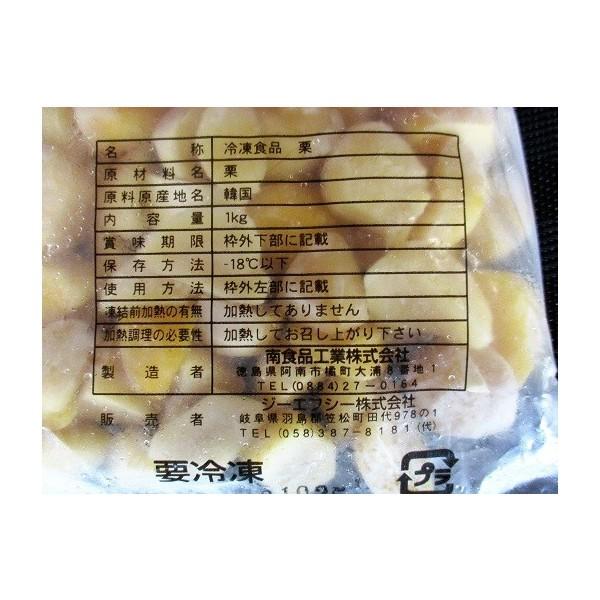 名称 冷凍食品 栗
原材料名 栗
原料原産地名 韓国
内容量 1kg
賞味期限 枠外下部に記載
保存方法 -18℃以下
使用方法 枠外左部に記載
凍結前加熱の有無 加熱してありません
加熱調理の必要性 加熱してお召し上がり下さい
製造者 南食品工業株式会社
徳島県阿南市橘町大浦8番地1
TEL(0884)27-0164
販売者 ジーエフシー株式会社
岐阜県羽島郡笠松町田代978の1
TEL(058)387-8181(代)
要冷凍
プラ